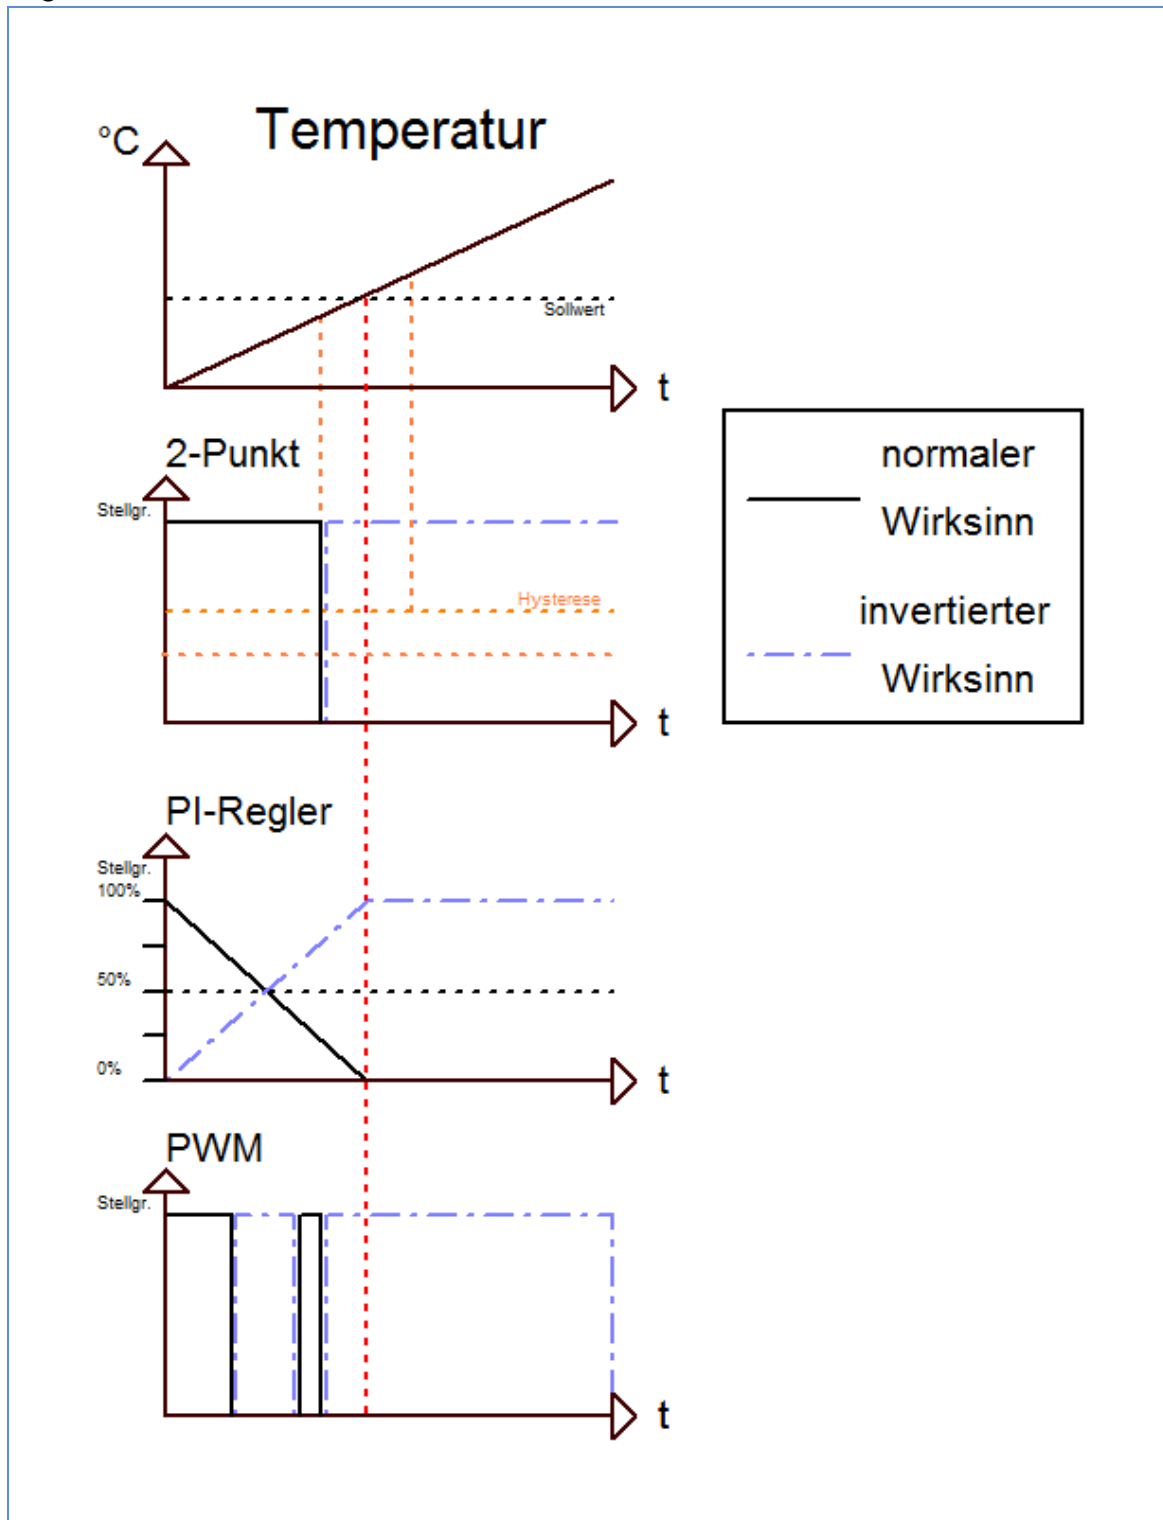 Temperatur
°C
Sollwert
t
2-Punkt
Stellgr.
Hysterese
t
normaler
Wirksinn
invertierter
Wirksinn
PI-Regler
Stellgr.
100%
50%
0%
t
PWM
Stellgr.
t